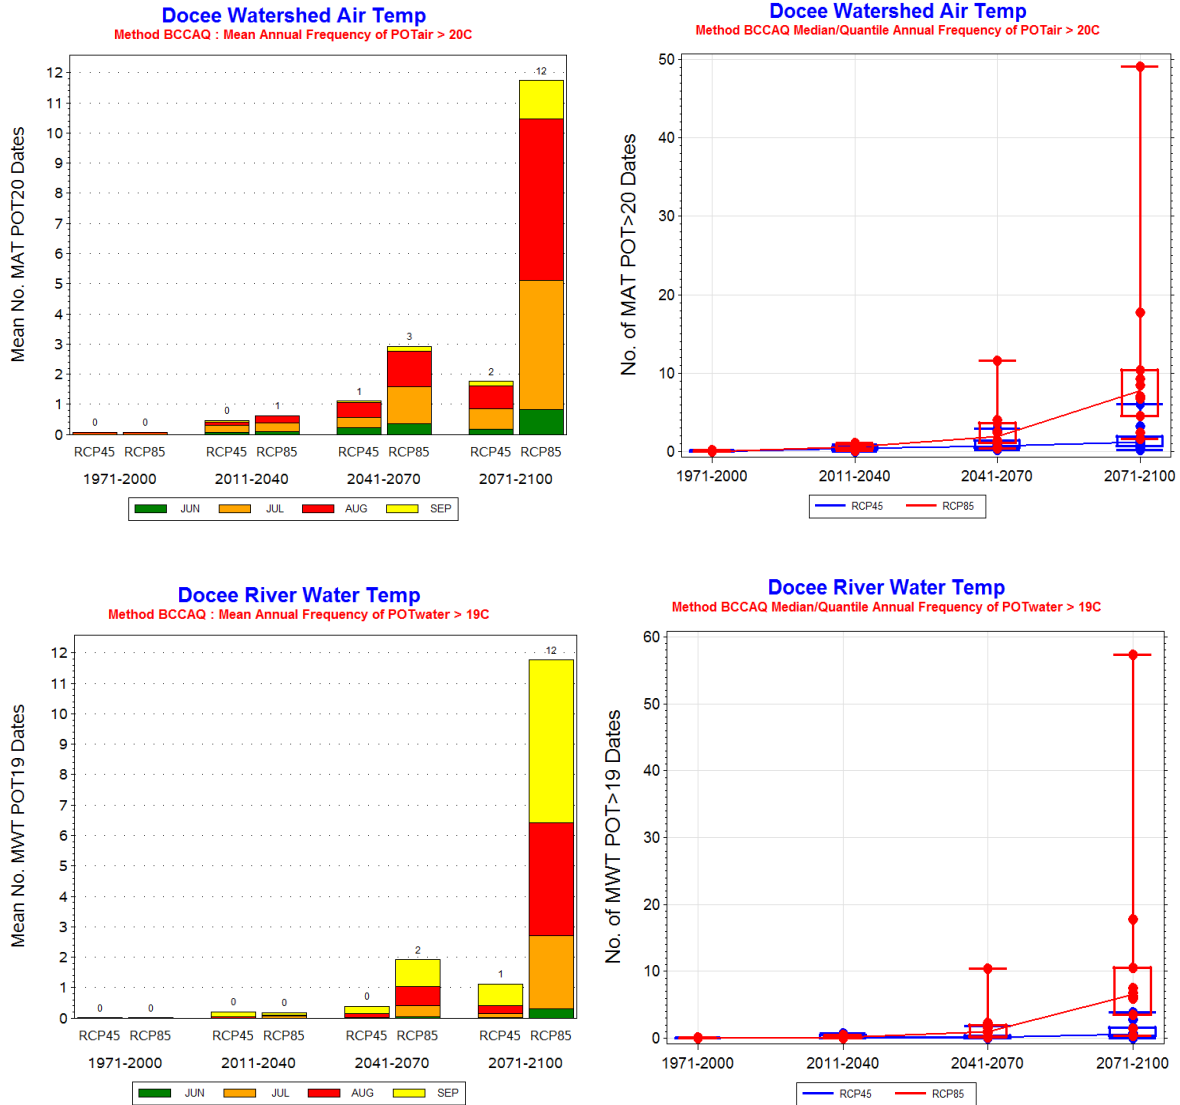 Docee Watershed Air Temp
Method BCCAQ : Mean Annual Frequency of POTair > 20C
Mean No. MAT POT20 Dates
12
11
10
9
8
7
6
5
4
3
2
1
0
0 0 0 1 1 3 2 12
RCP45 RCP85 RCP45 RCP85 RCP45 RCP85 RCP45 RCP85
1971-2000 2011-2040 2041-2070 2071-2100
JUN JUL AUG SEP
Docee Watershed Air Temp
Method BCCAQ Median/Quantile Annual Frequency of POTair > 20C
No. of MAT POT>20 Dates
50
40
30
20
10
0
1971-2000 2011-2040 2041-2070 2071-2100
RCP45 RCP85
Docee River Water Temp
Method BCCAQ : Mean Annual Frequency of POTwater > 19C
Mean No. MWT POT19 Dates
12
11
10
9
8
7
6
5
4
3
2
1
0
0 0 0 0 0 2 1 12
RCP45 RCP85 RCP45 RCP85 RCP45 RCP85 RCP45 RCP85
1971-2000 2011-2040 2041-2070 2071-2100
JUN JUL AUG SEP
Docee River Water Temp
Method BCCAQ Median/Quantile Annual Frequency of POTwater > 19C
No. of MWT POT>19 Dates
60
50
40
30
20
10
0
1971-2000 2011-2040 2041-2070 2071-2100
RCP45 RCP85